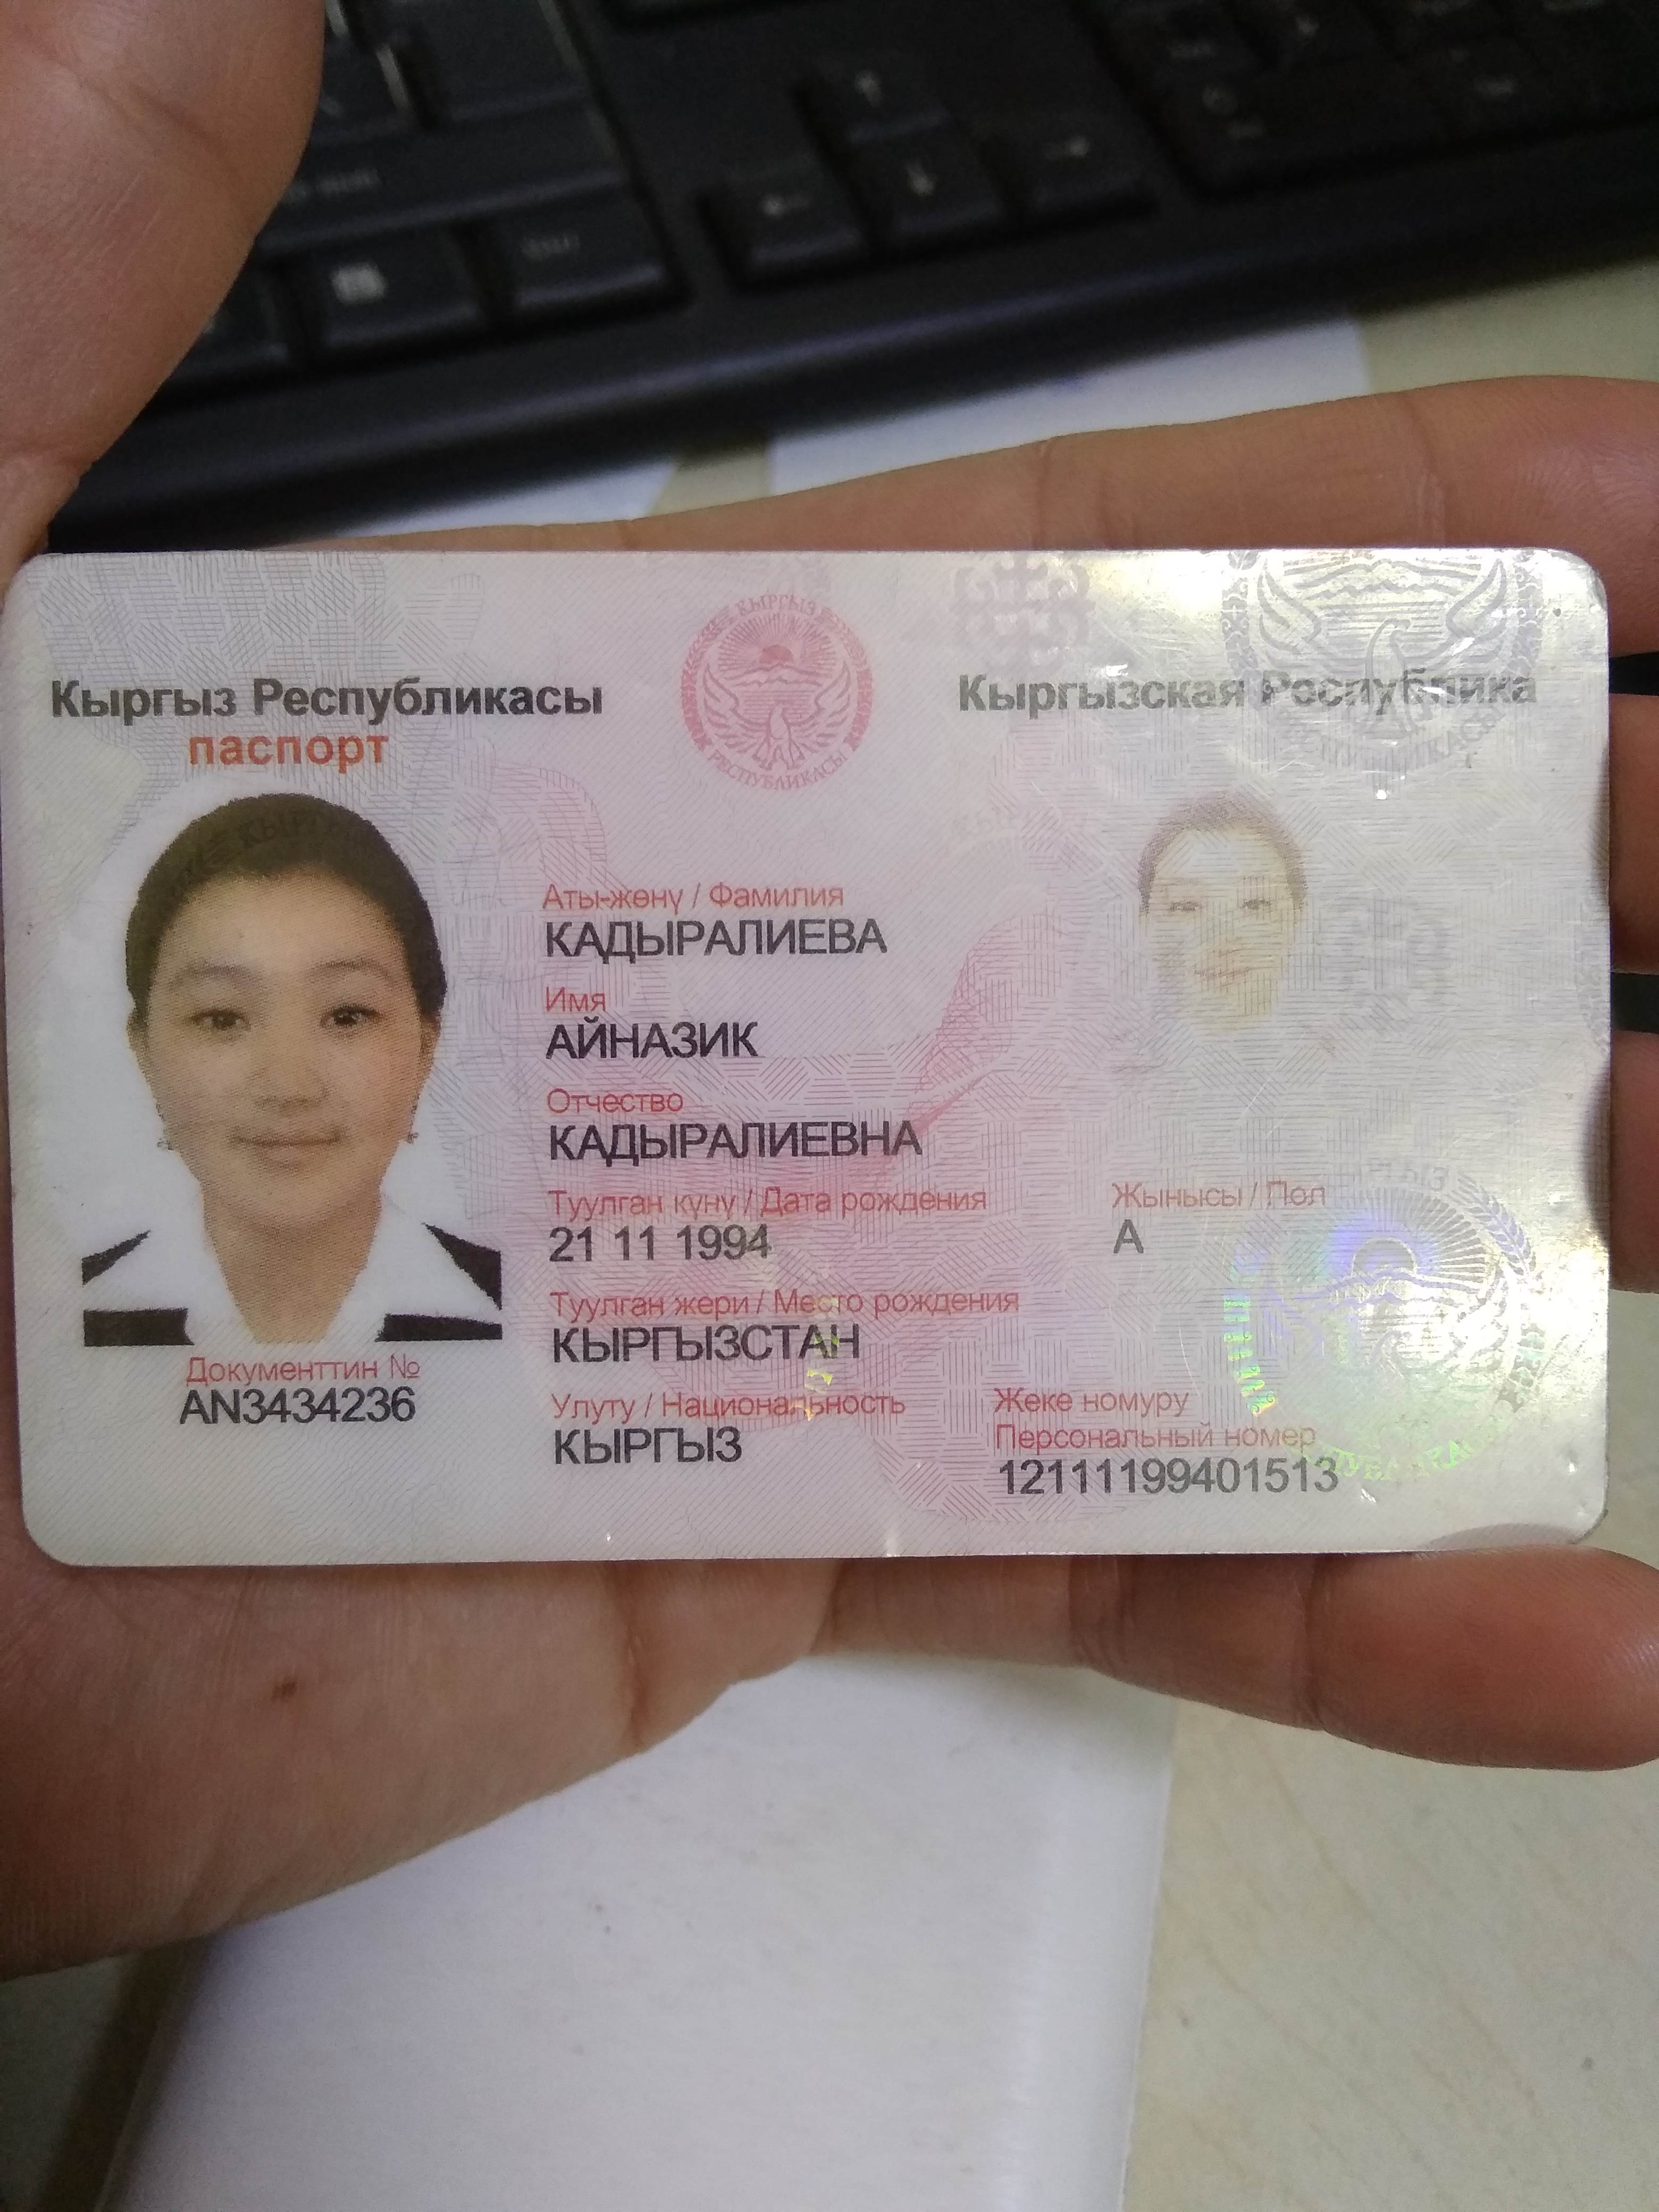 Кыргыз Республикасы
паспорт
КЫРГЫЗ
РЕСПУБЛИКАСЫ
Кыргызская Республика
Аты-жөнү / Фамилия
КАДЫРАЛИЕВА
Имя
АЙНАЗИК
Отчество
КАДЫРАЛИЕВНА
Туулган күнү / Дата рождения
21 11 1994
Жынысы / Пол
А
Туулган жери / Место рождения
КЫРГЫЗСТАН
Документтин №
AN3434236
Улуту / Национальность
КЫРГЫЗ
Жеке номуру
Персональный номер
12111199401513